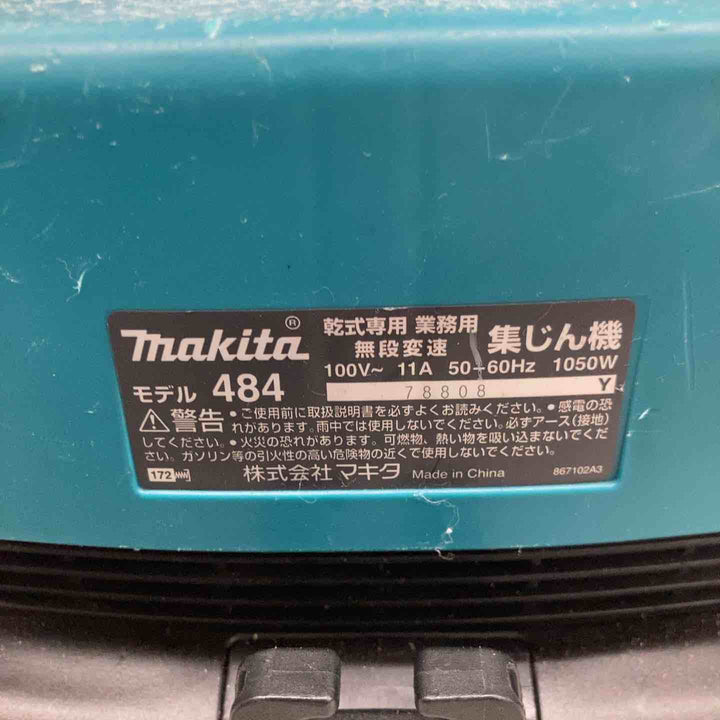 makita® 乾式専用 業務用 集じん機
無段変速
100V~ 11A 50-60Hz 1050W
モデル 484 78808 Y
⚠警告 ・ご使用前に取扱説明書を必ずよくお読みください。・感電の恐
れがあります。雨中では使用しないでください。必ずアース(接地)
してください。・火災の恐れがあります。可燃物、熱い物を吸い込まないでくだ
さい。ガソリン等の引火性の高い危険物の近くで使用しないでください。
172 株式会社 マキタ Made in China 867102A3